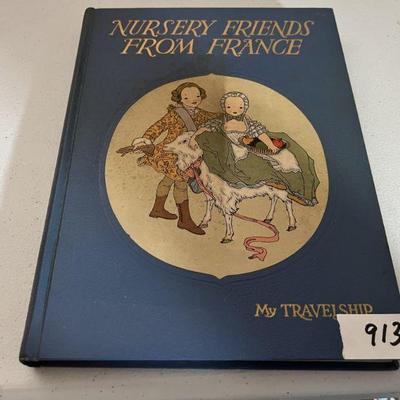 NURSERY FRIENDS
FROM FRANCE
My TRAVELSHIP
913